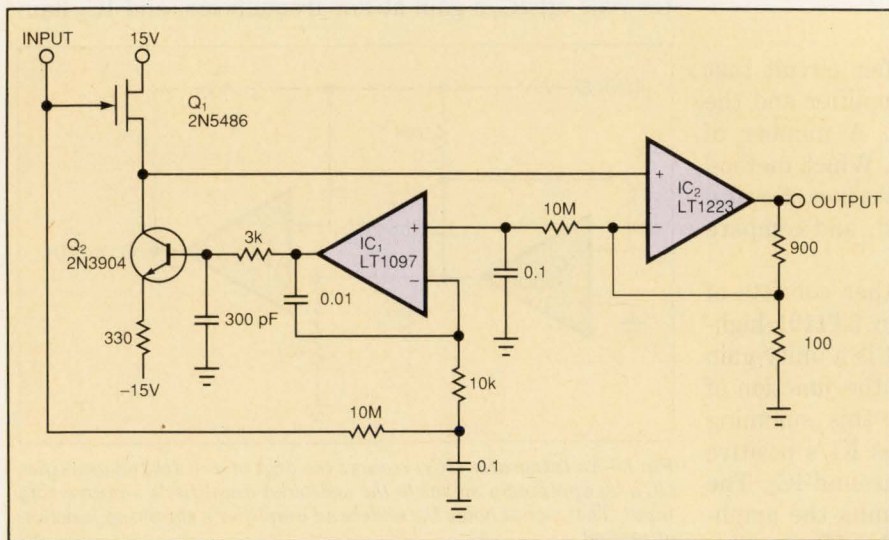 INPUT
15V
Q₁
2N5486
Q₂
2N3904
3k
IC₁
LT1097
+
−
10M
0.1
IC₂
LT1223
+
−
OUTPUT
900
100
0.01
300 pF
330
−15V
10k
10M
0.1